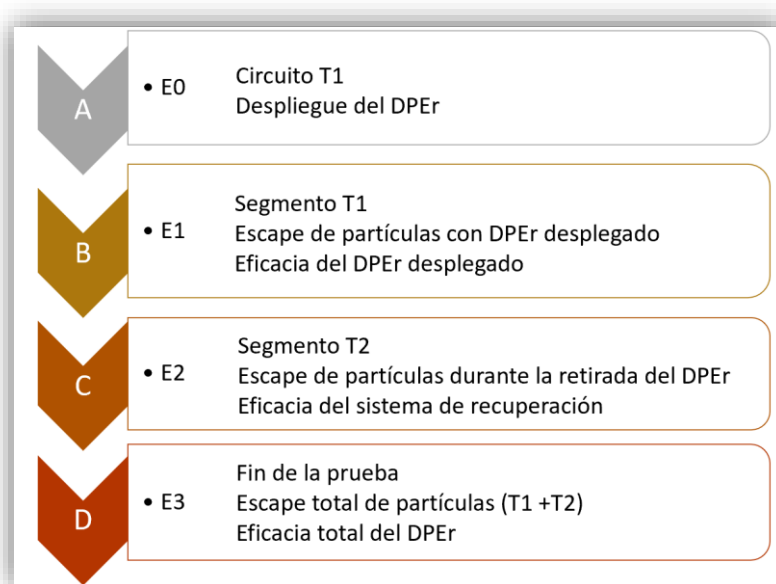 A
• E0
Circuito T1
Despliegue del DPEr
B
• E1
Segmento T1
Escape de partículas con DPEr desplegado
Eficacia del DPEr desplegado
C
• E2
Segmento T2
Escape de partículas durante la retirada del DPEr
Eficacia del sistema de recuperación
D
• E3
Fin de la prueba
Escape total de partículas (T1 +T2)
Eficacia total del DPEr